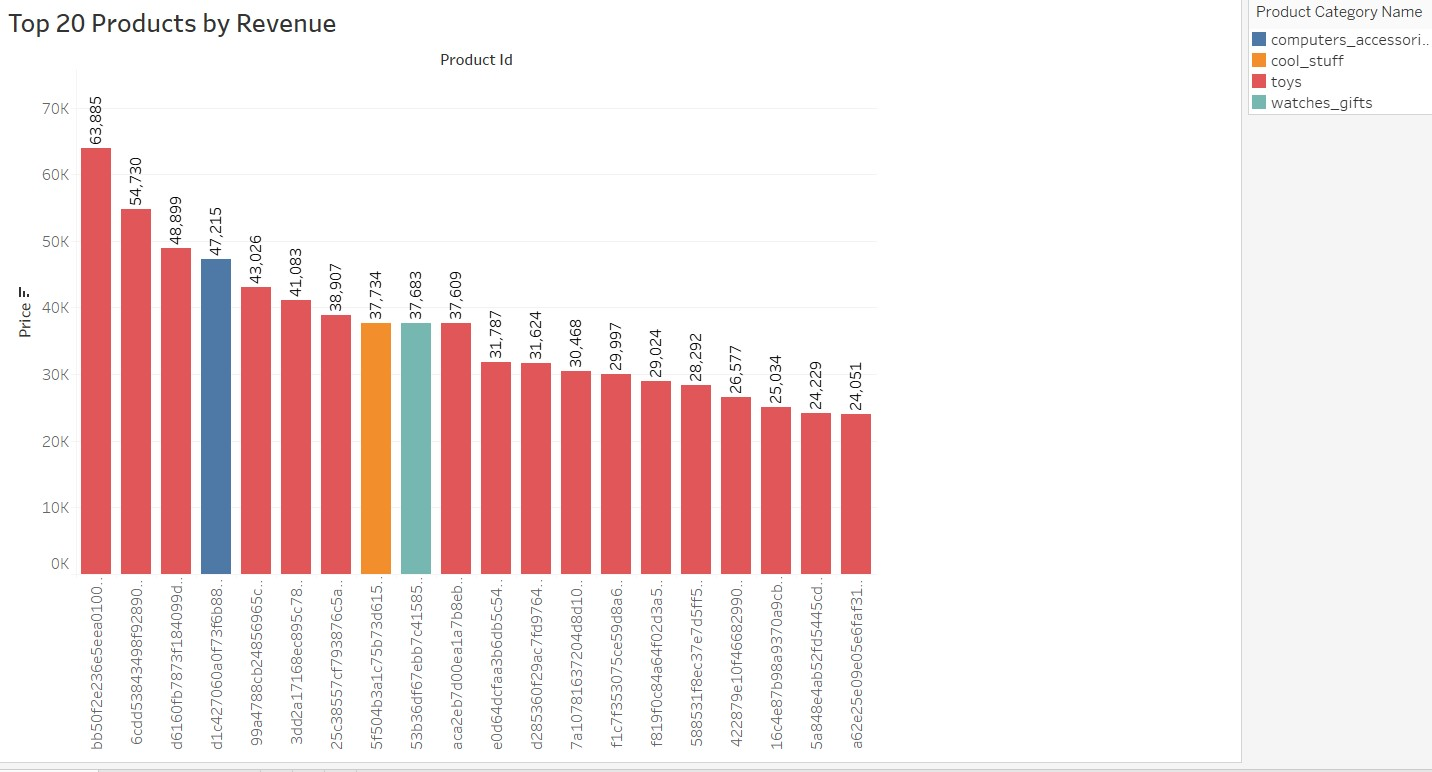 Top 20 Products by Revenue
Product Id
Price
70K
60K
50K
40K
30K
20K
10K
0K
63,885
54,730
48,899
47,215
43,026
41,083
38,907
37,734
37,683
37,609
31,787
31,624
30,468
29,997
29,024
28,292
26,577
25,034
24,229
24,051
bb50f2e236e5eea0100..
6cdd53843498f92890..
d6160fb7873f184099d..
d1c427060a0f73f6b88..
99a4788cb24856965c..
3dd2a17168ec895c78..
25c38557cf793876c5a..
5f504b3a1c75b73d615..
53b36df67ebb7c41585..
aca2eb7d00ea1a7b8eb..
e0d64dcfaa3b6db5c54..
d285360f29ac7fd9764..
7a10781637204d8d10..
f1c7f353075ce59d8a6..
f819f0c84a64f02d3a5..
588531f8ec37e7d5ff5..
422879e10f46682990..
16c4e87b98a9370a9cb..
5a848e4ab52fd5445cd..
a62e25e09e05e6faf31..
Product Category Name
computers_accessori..
cool_stuff
toys
watches_gifts